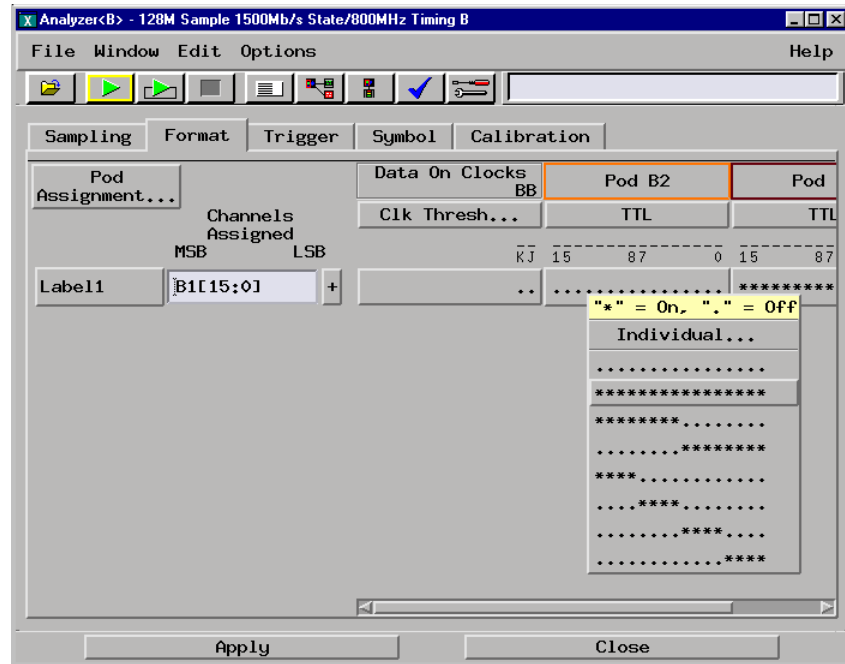 X Analyzer<B> - 128M Sample 1500Mb/s State/800MHz Timing B
File Window Edit Options Help
Sampling Format Trigger Symbol Calibration
Pod Assignment...
Data On Clocks BB
Pod B2
Pod
Channels Assigned
Clk Thresh...
TTL
TTL
MSB LSB
KJ 15 87 0 15 87
Label1 B1[15:0] + .. ................ *********
"*" = On, "." = Off
Individual...
................
****************
********........
........********
****............
....****........
........****....
............****
Apply Close